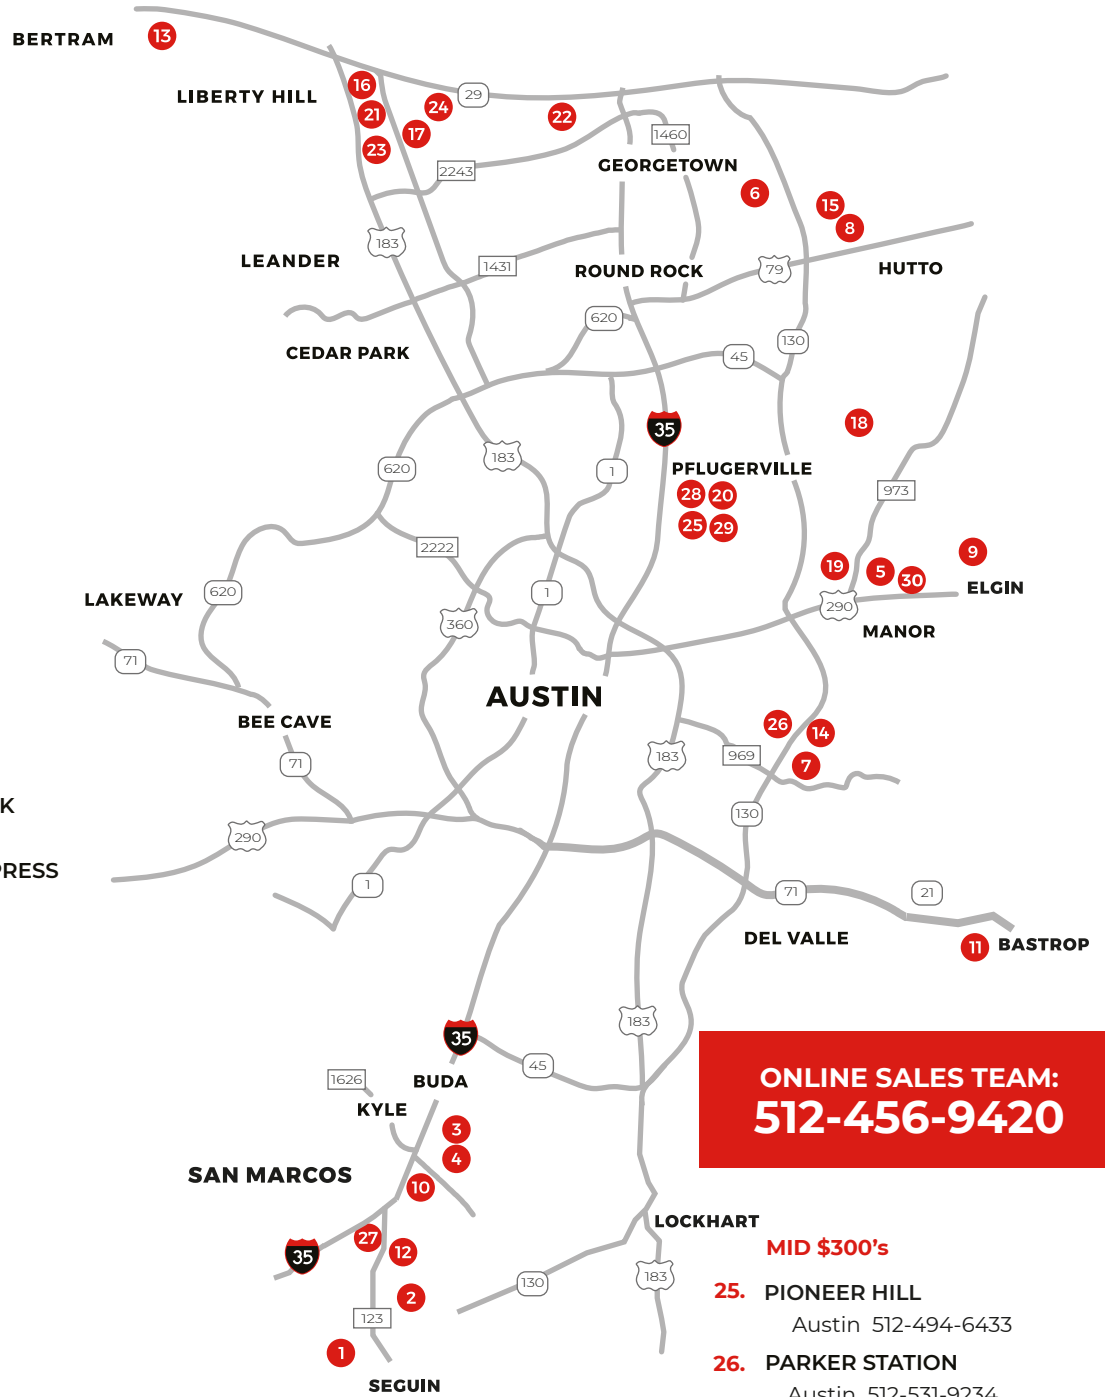 BERTRAM
13
LIBERTY HILL
16
21
24
29
22
17
23
1460
2243
GEORGETOWN
6
15
8
183
LEANDER
1431
ROUND ROCK
79
HUTTO
620
130
CEDAR PARK
45
18
35
183
620
1
PFLUGERVILLE
28
20
973
25
29
2222
9
19
5
30
ELGIN
LAKEWAY
620
1
290
360
MANOR
71
AUSTIN
BEE CAVE
26
14
183
969
7
71
K
130
290
PRESS
1
71
21
DEL VALLE
11
BASTROP
183
35
45
1626
BUDA
KYLE
ONLINE SALES TEAM:
512-456-9420
3
4
SAN MARCOS
10
LOCKHART
27
12
35
MID $300's
183
130
2
123
25. PIONEER HILL
Austin 512-494-6433
1
26. PARKER STATION
SEGUIN
Austin 512-531-9234